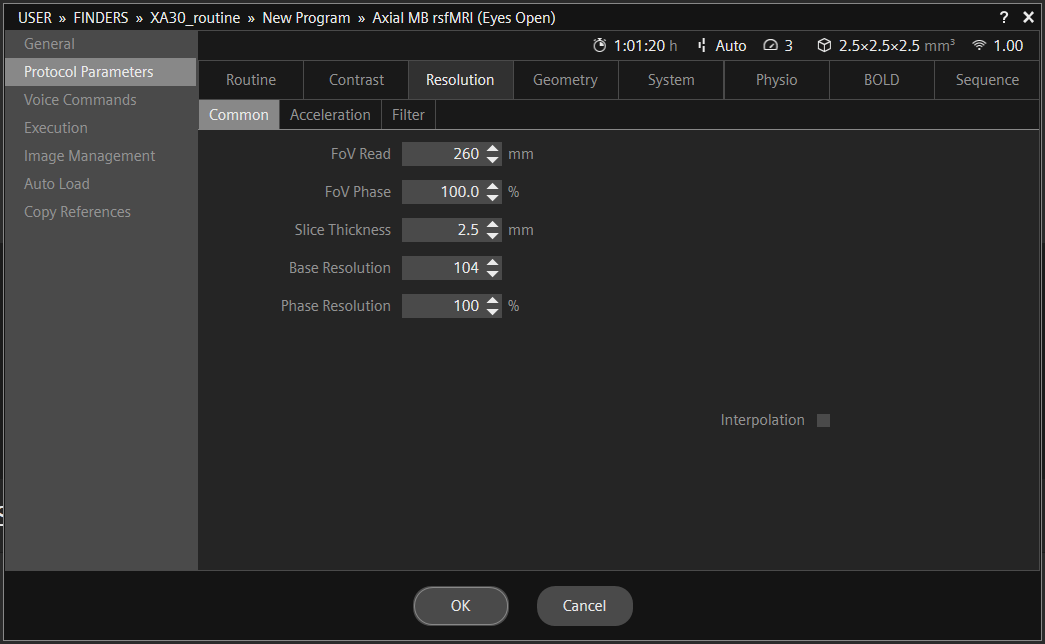 USER » FINDERS » XA30_routine » New Program » Axial MB rsfMRI (Eyes Open) ? ✕
General
1:01:20 h Auto 3 2.5×2.5×2.5 mm³ 1.00
Protocol Parameters
Routine Contrast Resolution Geometry System Physio BOLD Sequence
Voice Commands
Common Acceleration Filter
Execution
Image Management
Auto Load
Copy References
FoV Read 260 mm
FoV Phase 100.0 %
Slice Thickness 2.5 mm
Base Resolution 104
Phase Resolution 100 %
Interpolation
OK Cancel